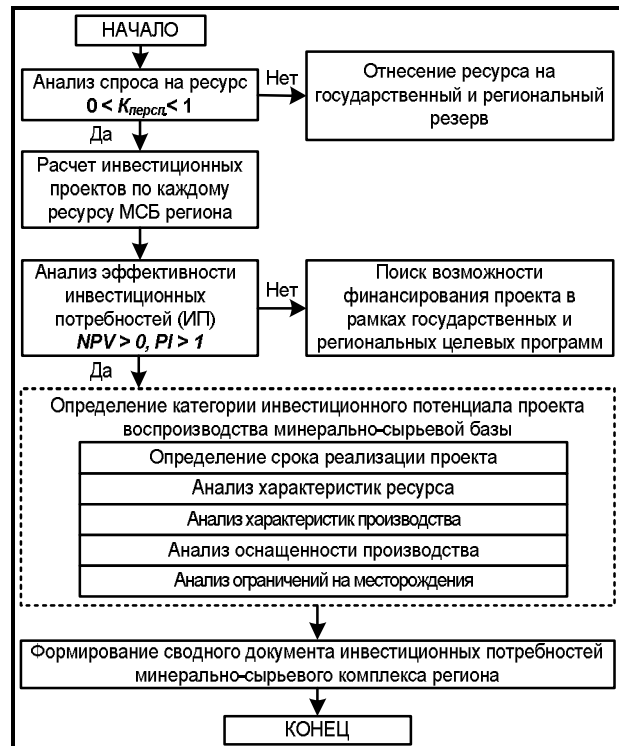 НАЧАЛО
Анализ спроса на ресурс
0 < Kперсп.< 1
Нет
Отнесение ресурса на
государственный и региональный
резерв
Да
Расчет инвестиционных
проектов по каждому
ресурсу МСБ региона
Анализ эффективности
инвестиционных
потребностей (ИП)
NPV > 0, PI > 1
Нет
Поиск возможности
финансирования проекта в
рамках государственных и
региональных целевых программ
Да
Определение категории инвестиционного потенциала проекта
воспроизводства минерально-сырьевой базы
Определение срока реализации проекта
Анализ характеристик ресурса
Анализ характеристик производства
Анализ оснащенности производства
Анализ ограничений на месторождения
Формирование сводного документа инвестиционных потребностей
минерально-сырьевого комплекса региона
КОНЕЦ